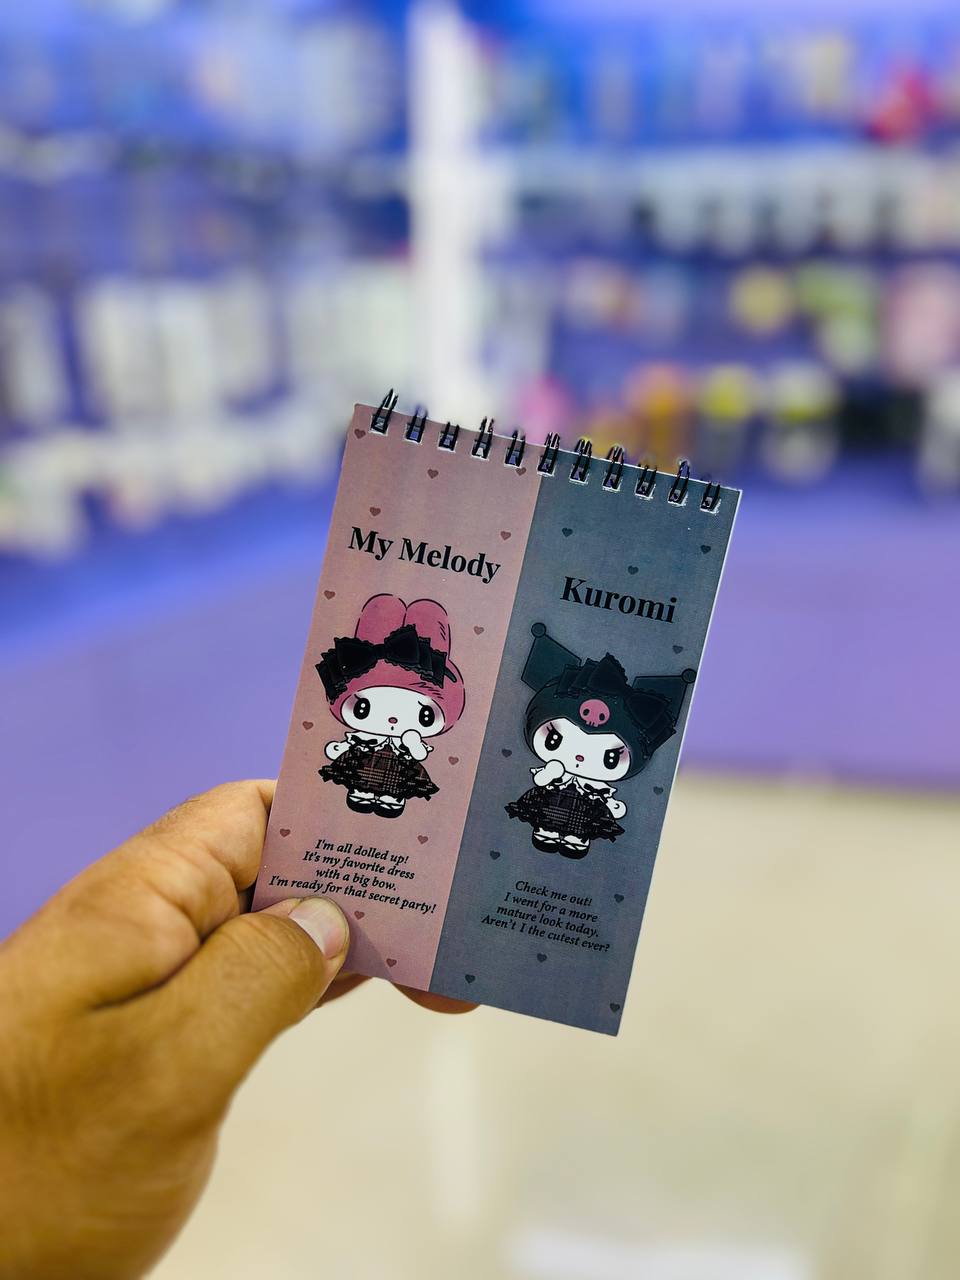 My Melody
I'm all dolled up!
It's my favorite dress
with a big bow.
I'm ready for that secret party!
Kuromi
Check me out!
I went for a more
mature look today.
Aren't I the cutest ever?